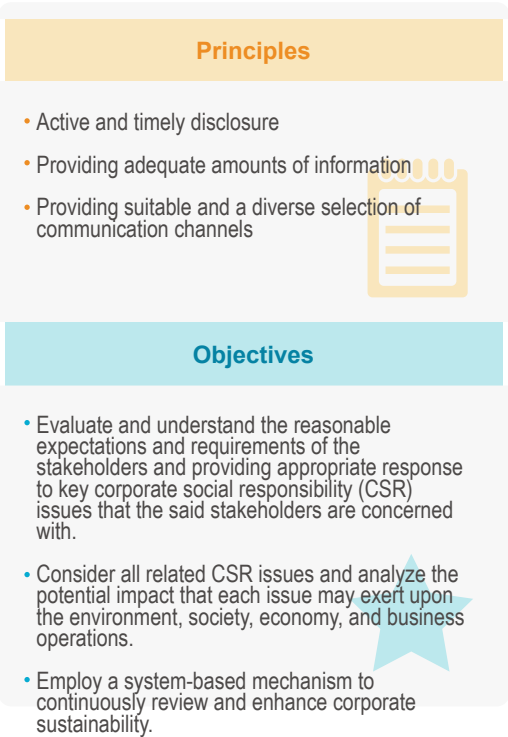 Principles
• Active and timely disclosure
• Providing adequate amounts of information
• Providing suitable and a diverse selection of
communication channels
Objectives
• Evaluate and understand the reasonable
expectations and requirements of the
stakeholders and providing appropriate response
to key corporate social responsibility (CSR)
issues that the said stakeholders are concerned
with.
• Consider all related CSR issues and analyze the
potential impact that each issue may exert upon
the environment, society, economy, and business
operations.
• Employ a system-based mechanism to
continuously review and enhance corporate
sustainability.